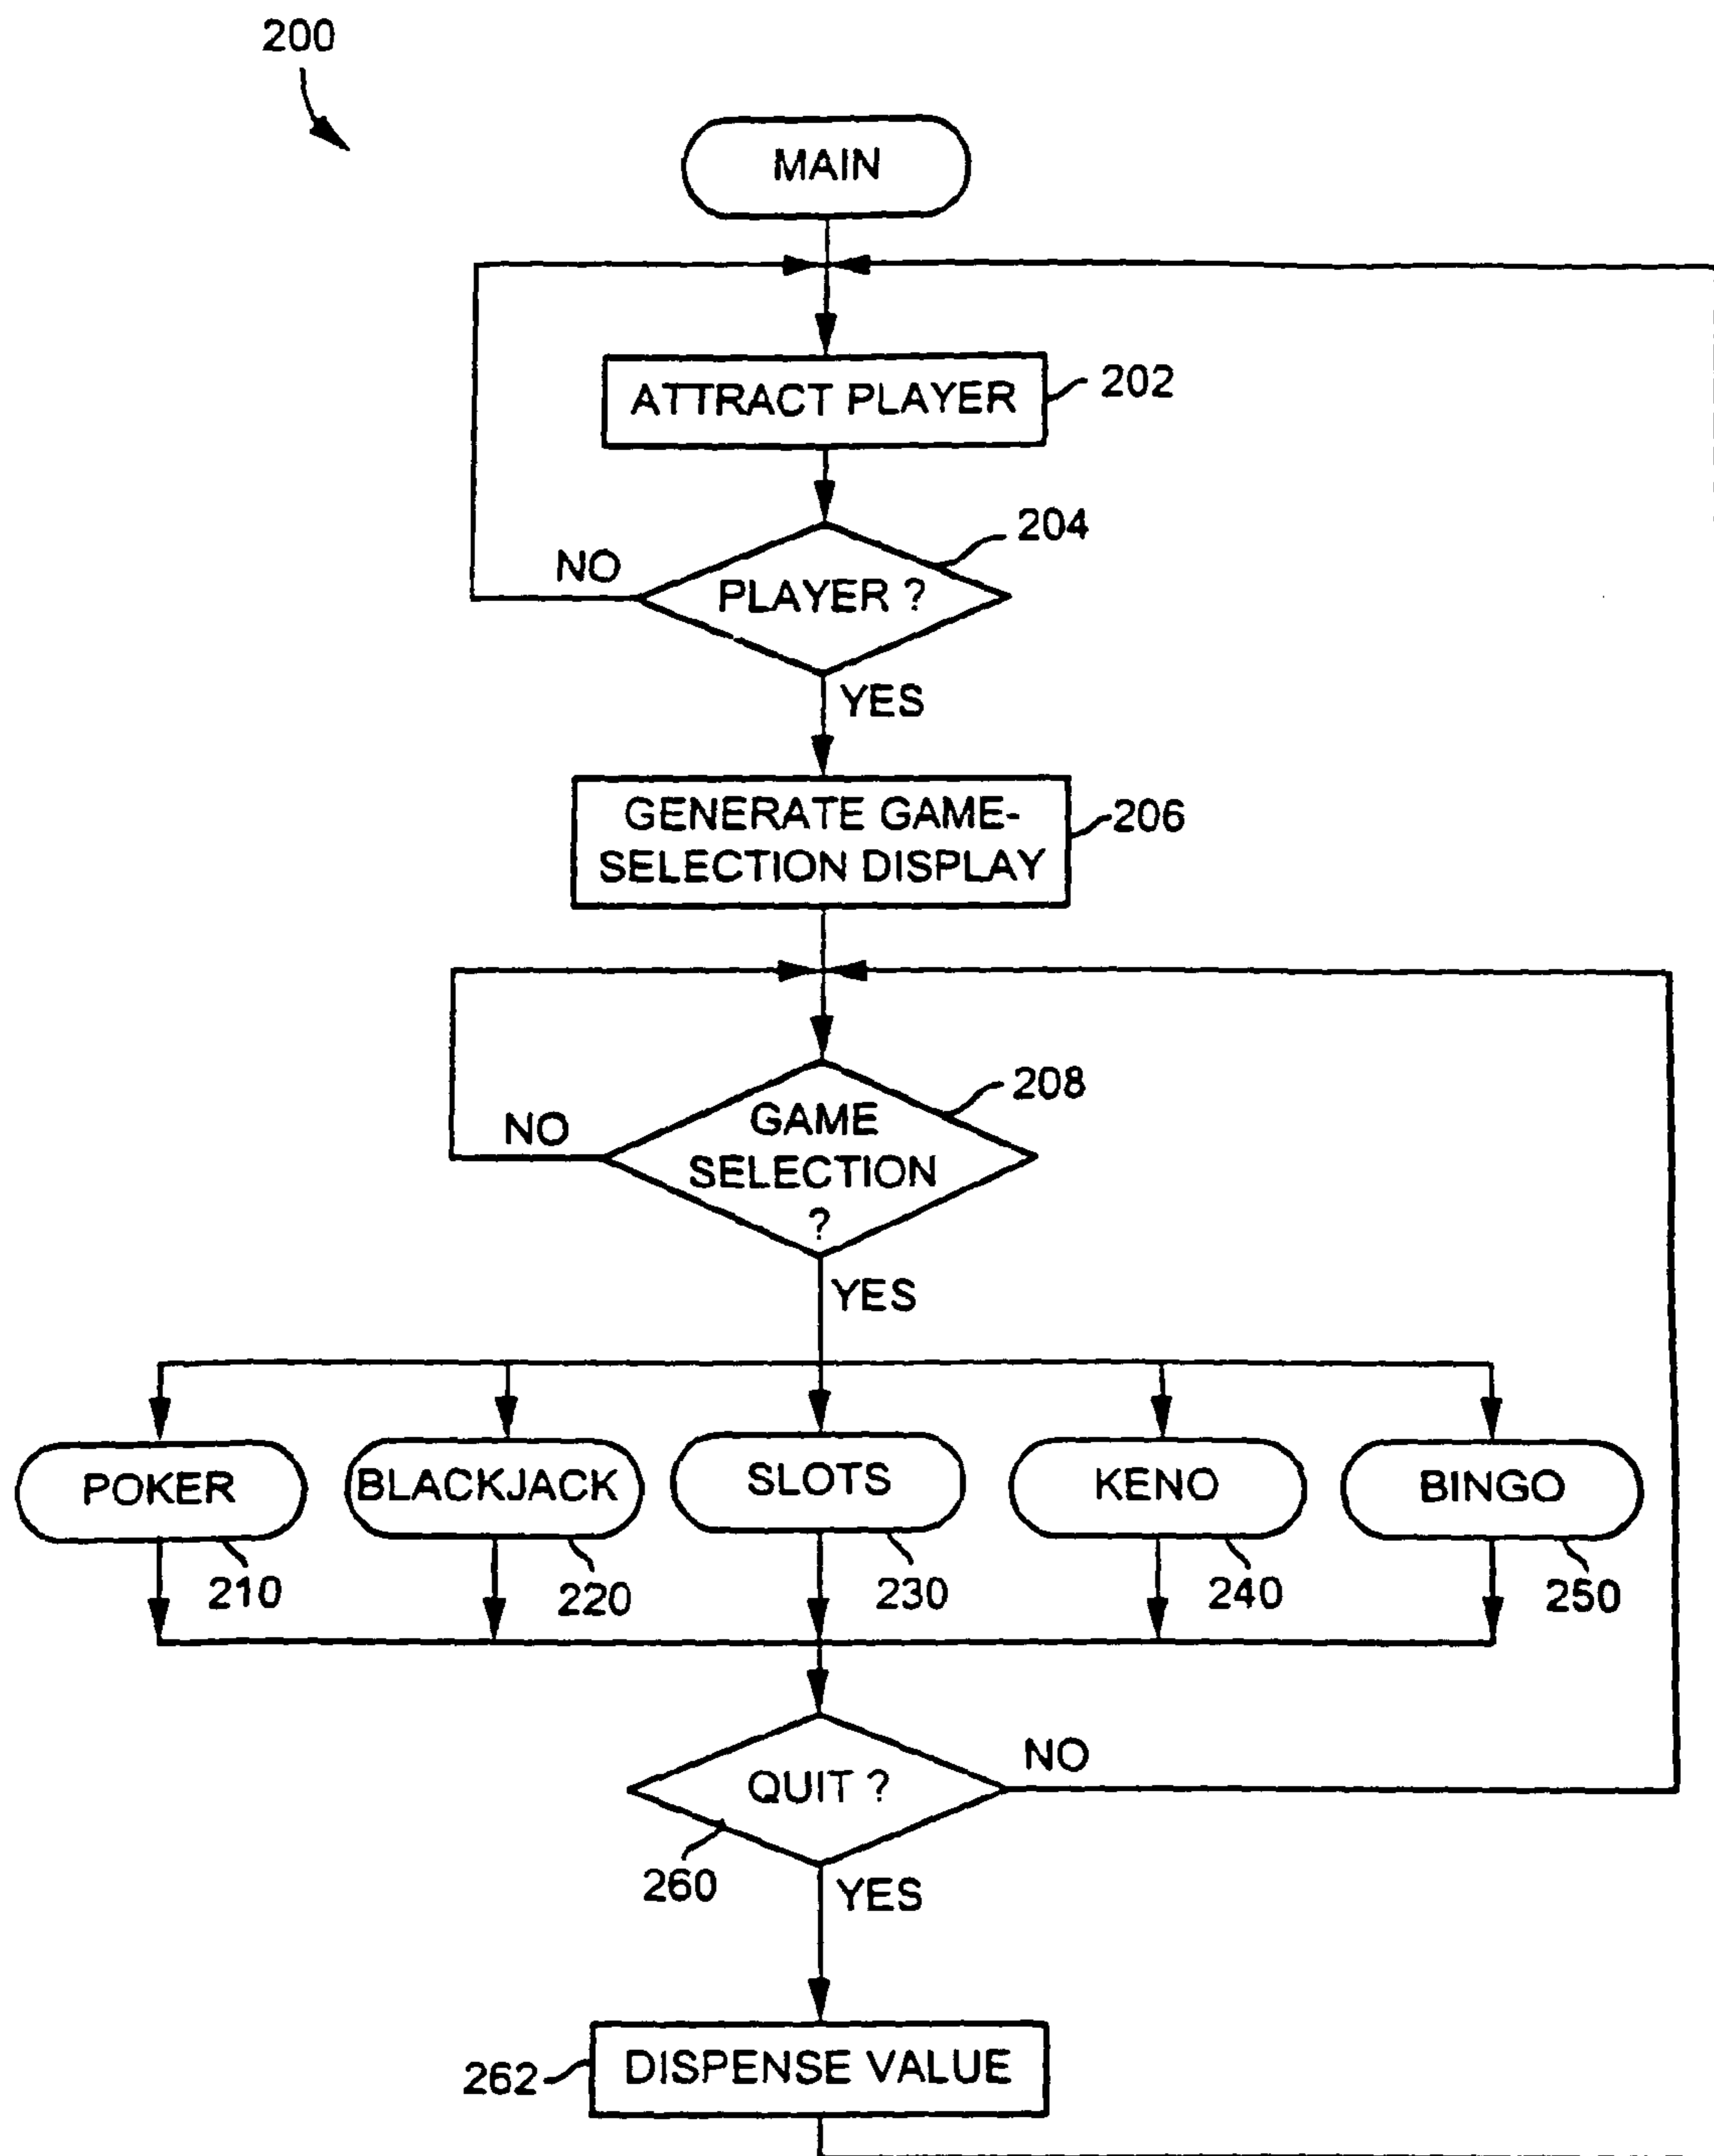 200
MAIN
ATTRACT PLAYER
202
204
NO
PLAYER ?
YES
GENERATE GAME-
SELECTION DISPLAY
206
208
NO
GAME
SELECTION
?
YES
POKER
BLACKJACK
SLOTS
KENO
BINGO
210
220
230
240
250
QUIT ?
NO
260
YES
262
DISPENSE VALUE